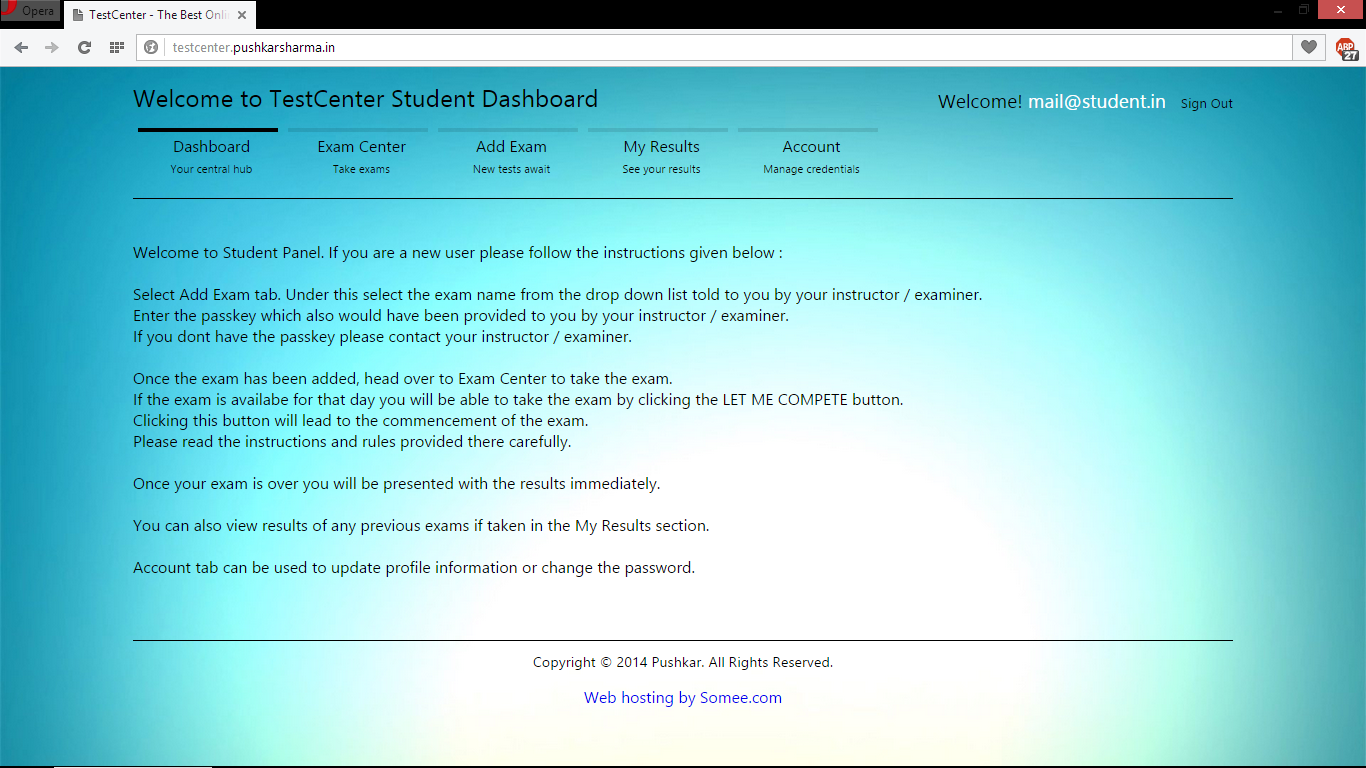 Opera
TestCenter - The Best Onli
testcenter.pushkarsharma.in
ABP
27
Welcome to TestCenter Student Dashboard
Welcome! mail@student.in Sign Out
Dashboard Exam Center Add Exam My Results Account
Your central hub Take exams New tests await See your results Manage credentials
Welcome to Student Panel. If you are a new user please follow the instructions given below :
Select Add Exam tab. Under this select the exam name from the drop down list told to you by your instructor / examiner.
Enter the passkey which also would have been provided to you by your instructor / examiner.
If you dont have the passkey please contact your instructor / examiner.
Once the exam has been added, head over to Exam Center to take the exam.
If the exam is availabe for that day you will be able to take the exam by clicking the LET ME COMPETE button.
Clicking this button will lead to the commencement of the exam.
Please read the instructions and rules provided there carefully.
Once your exam is over you will be presented with the results immediately.
You can also view results of any previous exams if taken in the My Results section.
Account tab can be used to update profile information or change the password.
Copyright © 2014 Pushkar. All Rights Reserved.
Web hosting by Somee.com